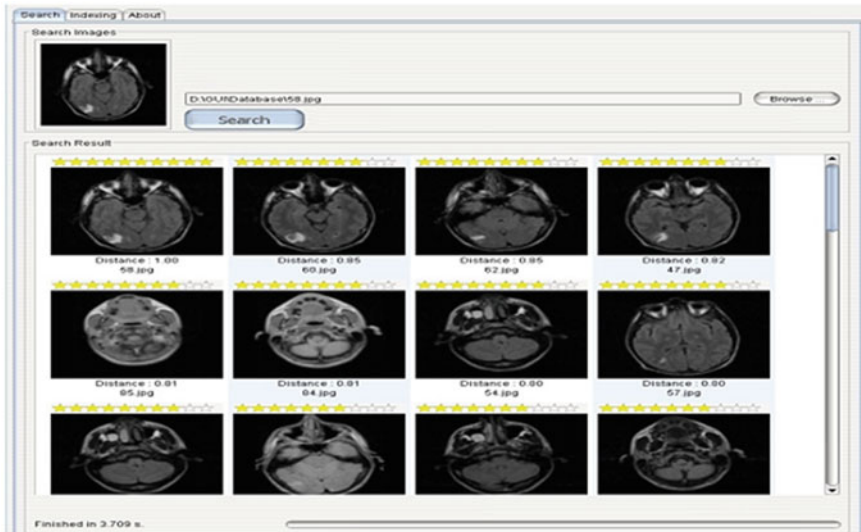 Search Indexing About
Search Images
D:\GUI\Database\58.jpg Browse ...
Search
Search Result
Distance : 1.00 Distance : 0.85 Distance : 0.85 Distance : 0.82
58.jpg 60.jpg 62.jpg 47.jpg
Distance : 0.81 Distance : 0.81 Distance : 0.80 Distance : 0.80
85.jpg 84.jpg 54.jpg 57.jpg
Finished in 3.709 s.